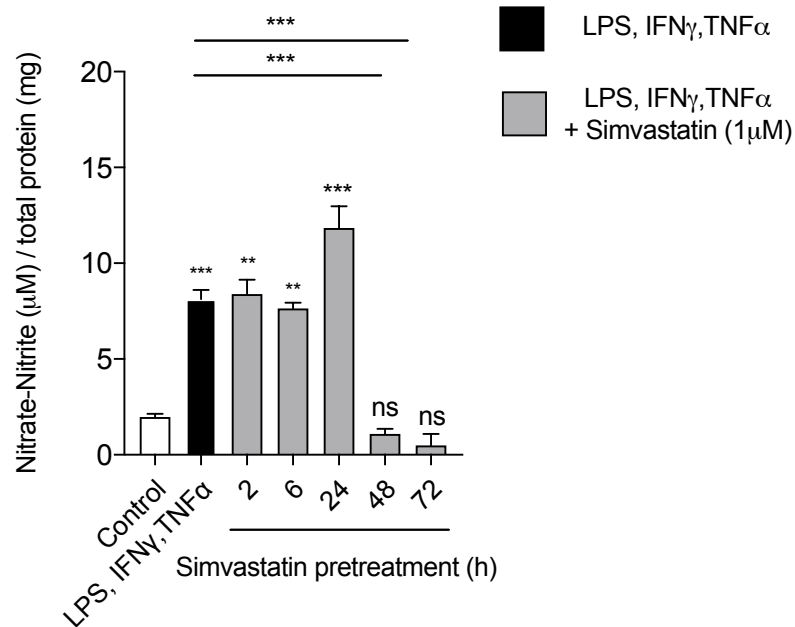 ***
***
LPS, IFNγ,TNFα
LPS, IFNγ,TNFα
+ Simvastatin (1μM)
Nitrate-Nitrite (μM) / total protein (mg)
20
15
10
5
0
***
**
**
***
ns
ns
Control
LPS, IFNγ,TNFα
2
6
24
48
72
Simvastatin pretreatment (h)